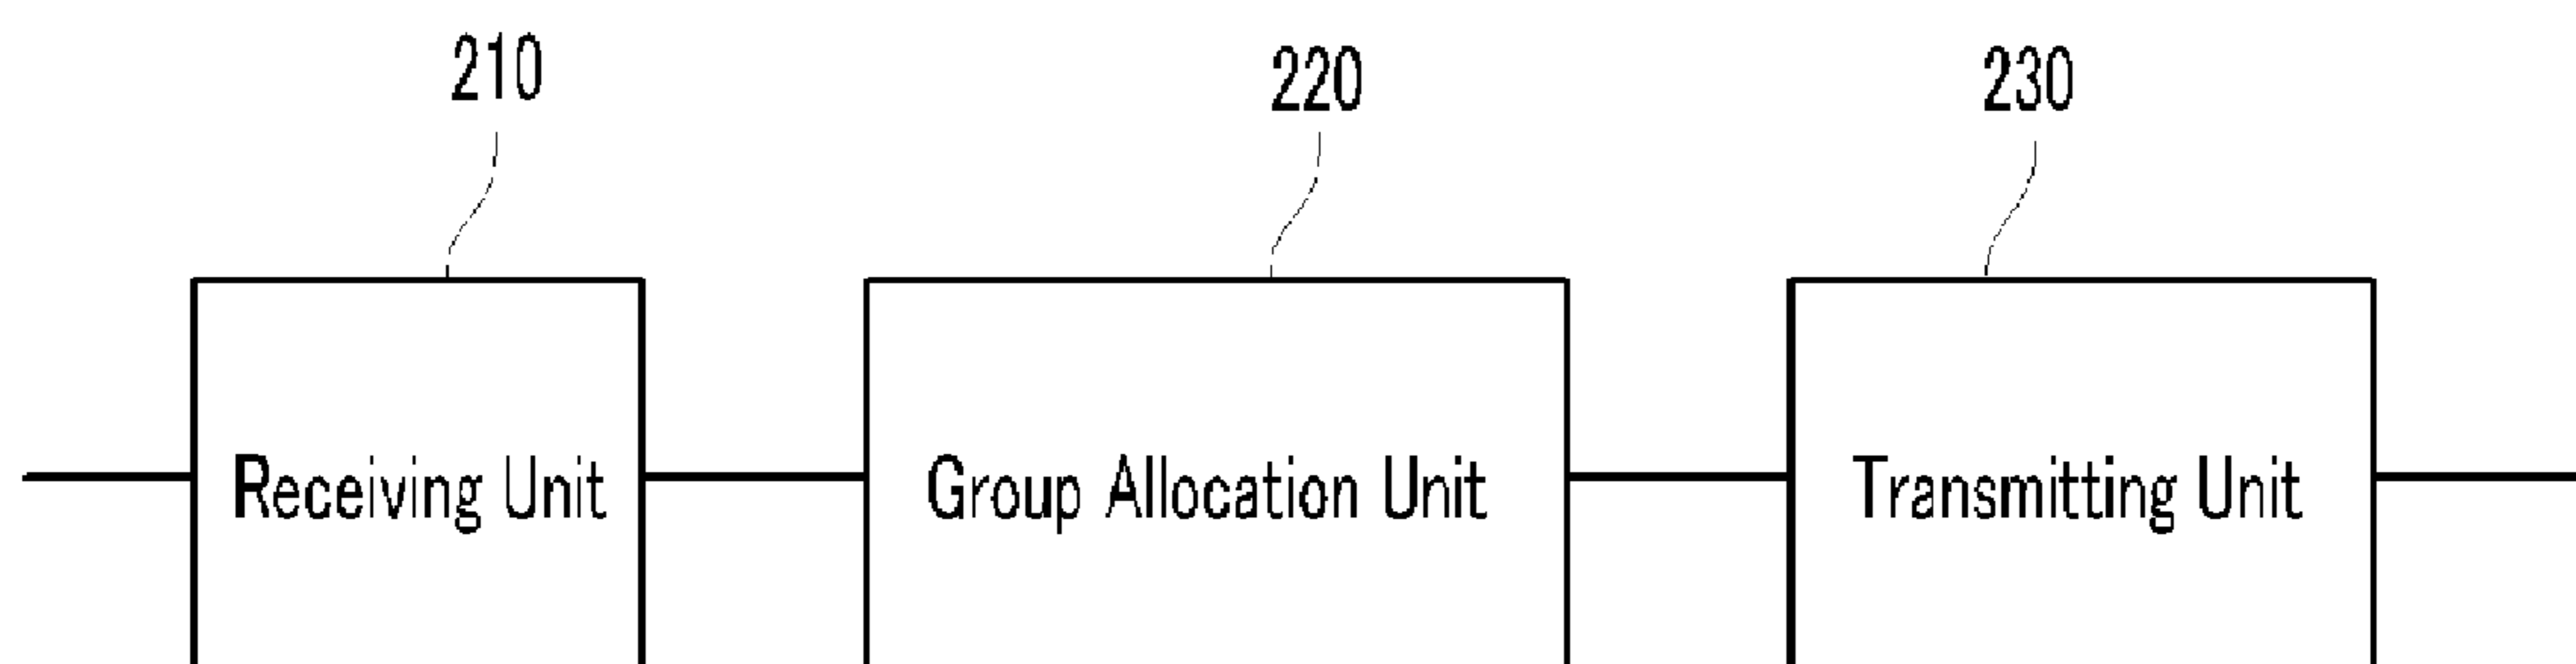 210
220
230
Receiving Unit
Group Allocation Unit
Transmitting Unit